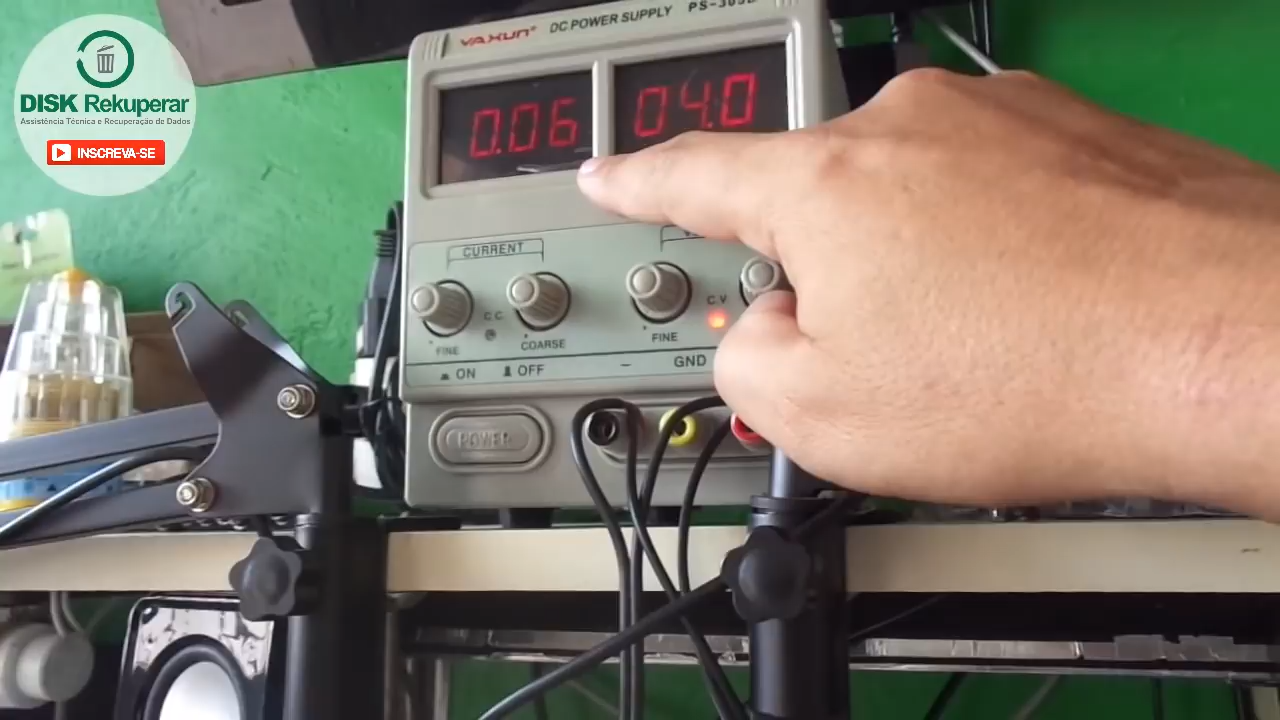 DISK Rekuperar
Assistência Técnica e Recuperação de Dados
INSCREVA-SE
YAXUN DC POWER SUPPLY
0.06 04.0
CURRENT
C.C.
C.V
FINE COARSE FINE
ON OFF
− GND
POWER